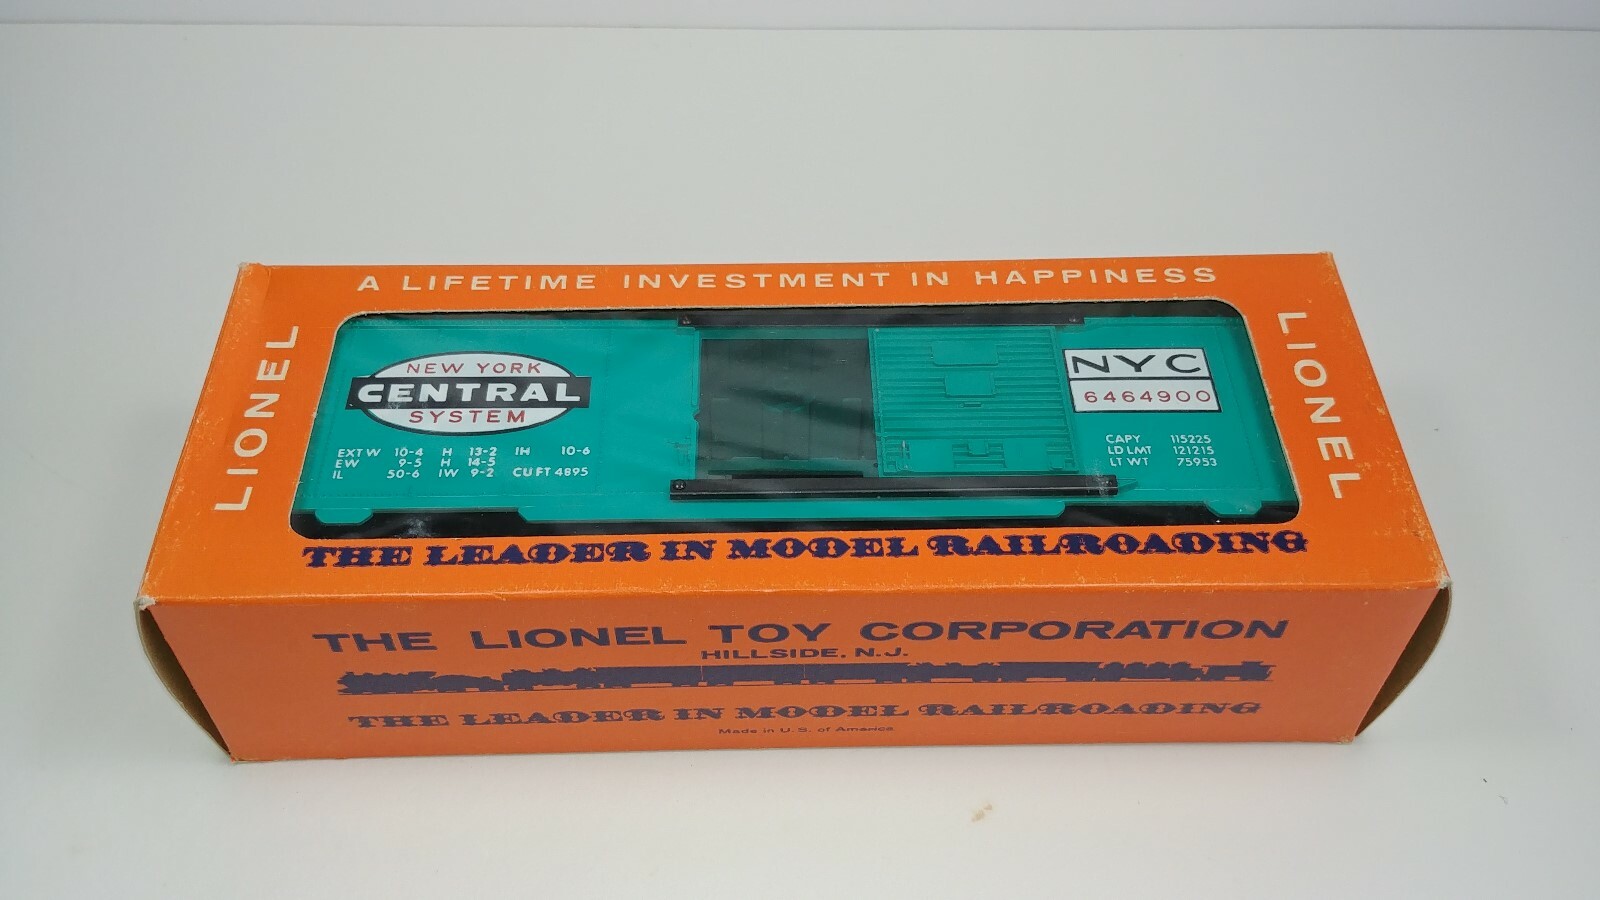 A LIFETIME INVESTMENT IN HAPPINESS
LIONEL
NEW YORK
CENTRAL
SYSTEM
EXT W 10-4 H 13-2 IH 10-6
EW 9-5 H 14-5
IL 50-6 IW 9-2 CU FT 4895
NYC
6464900
CAPY 115225
LD LMT 121215
LT WT 75953
LIONEL
THE LEADER IN MODEL RAILROADING
THE LIONEL TOY CORPORATION
HILLSIDE, N.J.
THE LEADER IN MODEL RAILROADING
Made in U. S. of America